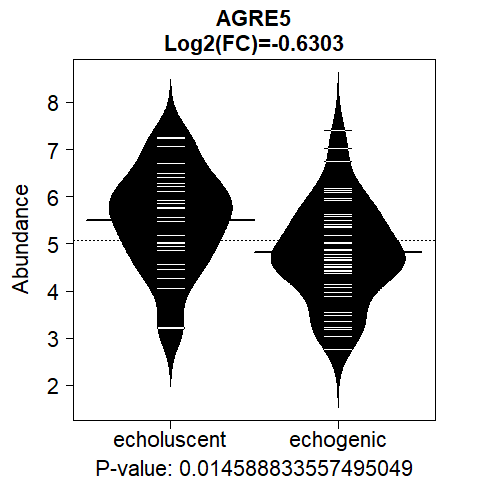 AGRE5
Log2(FC)=-0.6303
Abundance
8
7
6
5
4
3
2
echoluscent echogenic
P-value: 0.014588833557495049